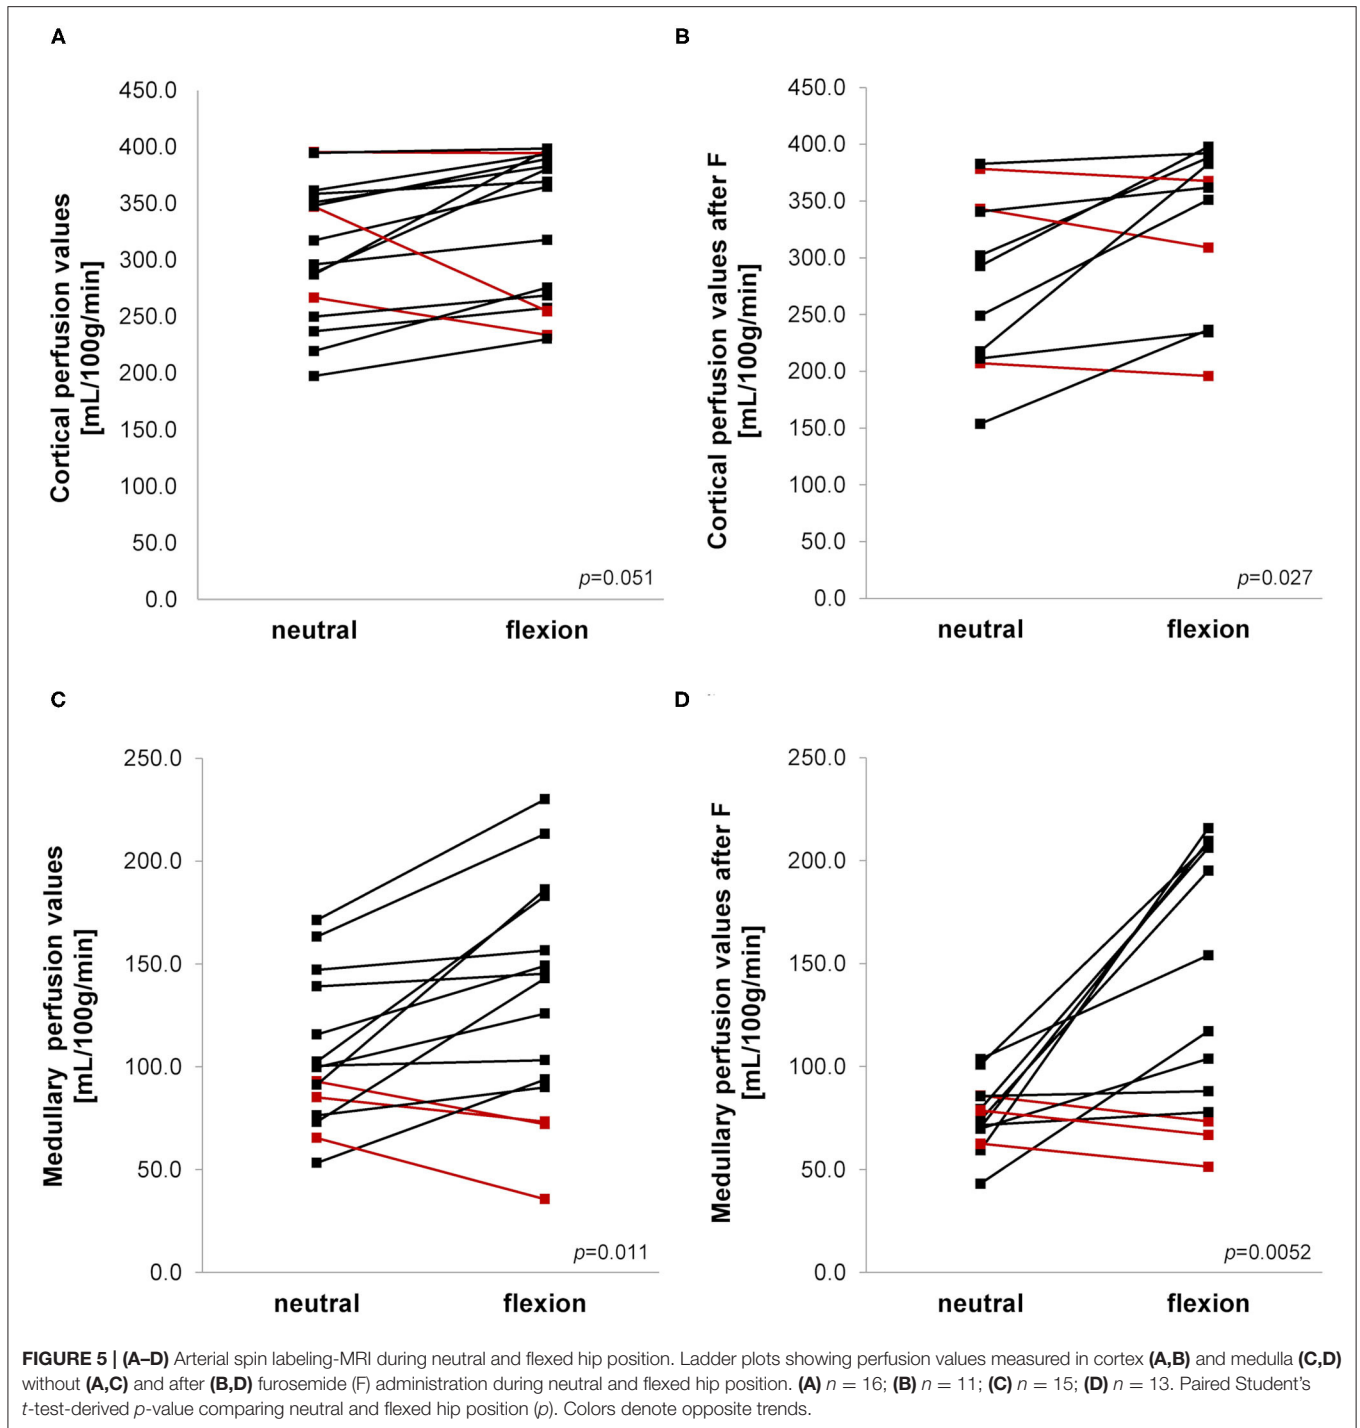 A
450.0
400.0
350.0
300.0
250.0
200.0
150.0
100.0
50.0
0.0
Cortical perfusion values
[mL/100g/min]
p=0.051
neutral flexion
B
450.0
400.0
350.0
300.0
250.0
200.0
150.0
100.0
50.0
0.0
Cortical perfusion values after F
[mL/100g/min]
p=0.027
neutral flexion
C
250.0
200.0
150.0
100.0
50.0
0.0
Medullary perfusion values
[mL/100g/min]
p=0.011
neutral flexion
D
250.0
200.0
150.0
100.0
50.0
0.0
Medullary perfusion values after F
[mL/100g/min]
p=0.0052
neutral flexion
FIGURE 5 | (A–D) Arterial spin labeling-MRI during neutral and flexed hip position. Ladder plots showing perfusion values measured in cortex (A,B) and medulla (C,D)
without (A,C) and after (B,D) furosemide (F) administration during neutral and flexed hip position. (A) n = 16; (B) n = 11; (C) n = 15; (D) n = 13. Paired Student's
t-test-derived p-value comparing neutral and flexed hip position (p). Colors denote opposite trends.